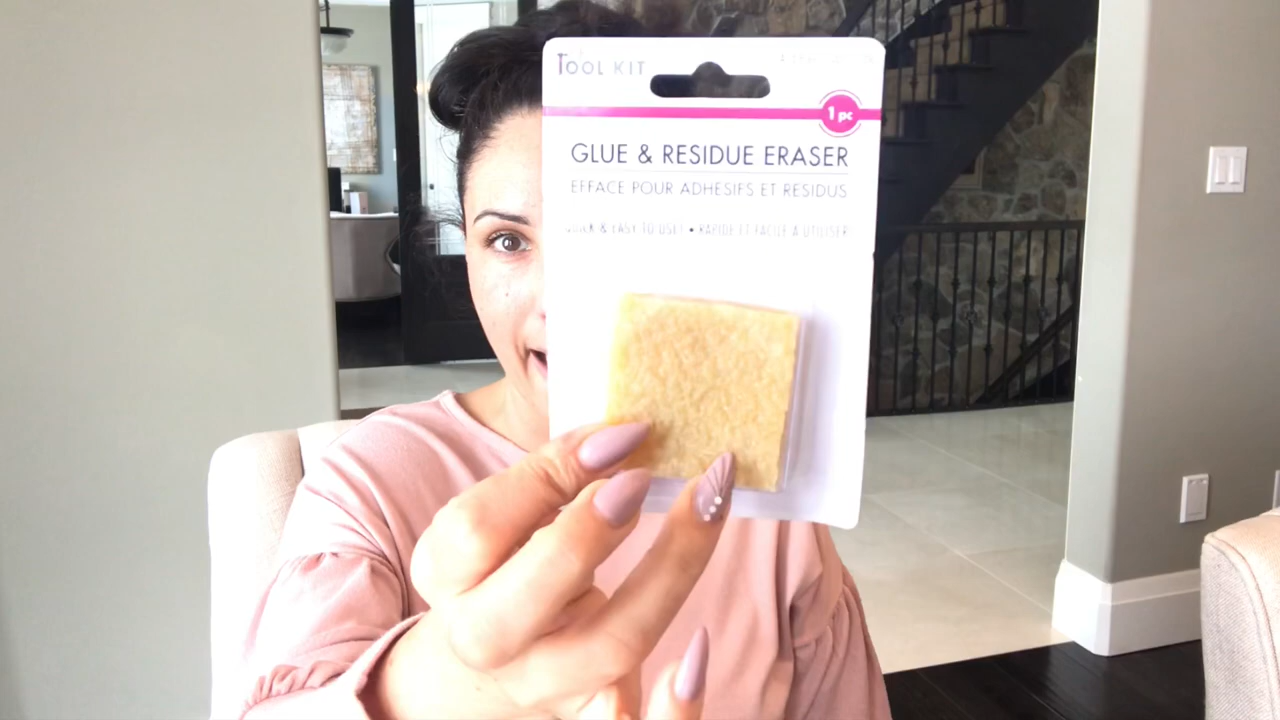 TOOL KIT
1 pc
GLUE & RESIDUE ERASER
EFFACE POUR ADHESIFS ET RESIDUS
QUICK & EASY TO USE! • RAPIDE ET FACILE À UTILISER